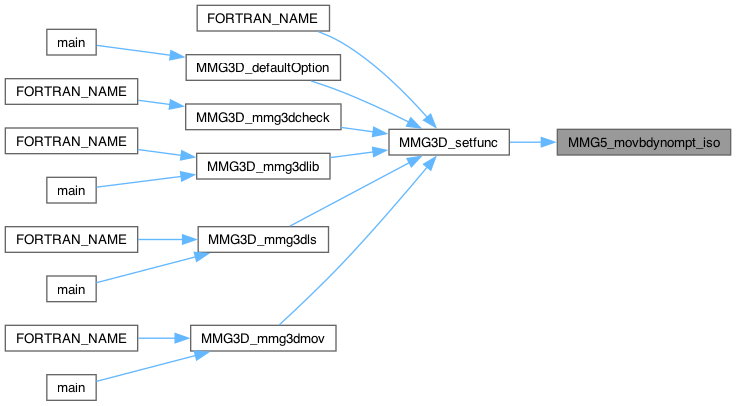 FORTRAN_NAME
main
MMG3D_defaultOption
FORTRAN_NAME
MMG3D_mmg3dcheck
MMG3D_setfunc
MMG5_movbdynompt_iso
FORTRAN_NAME
MMG3D_mmg3dlib
main
FORTRAN_NAME
MMG3D_mmg3dls
main
FORTRAN_NAME
MMG3D_mmg3dmov
main